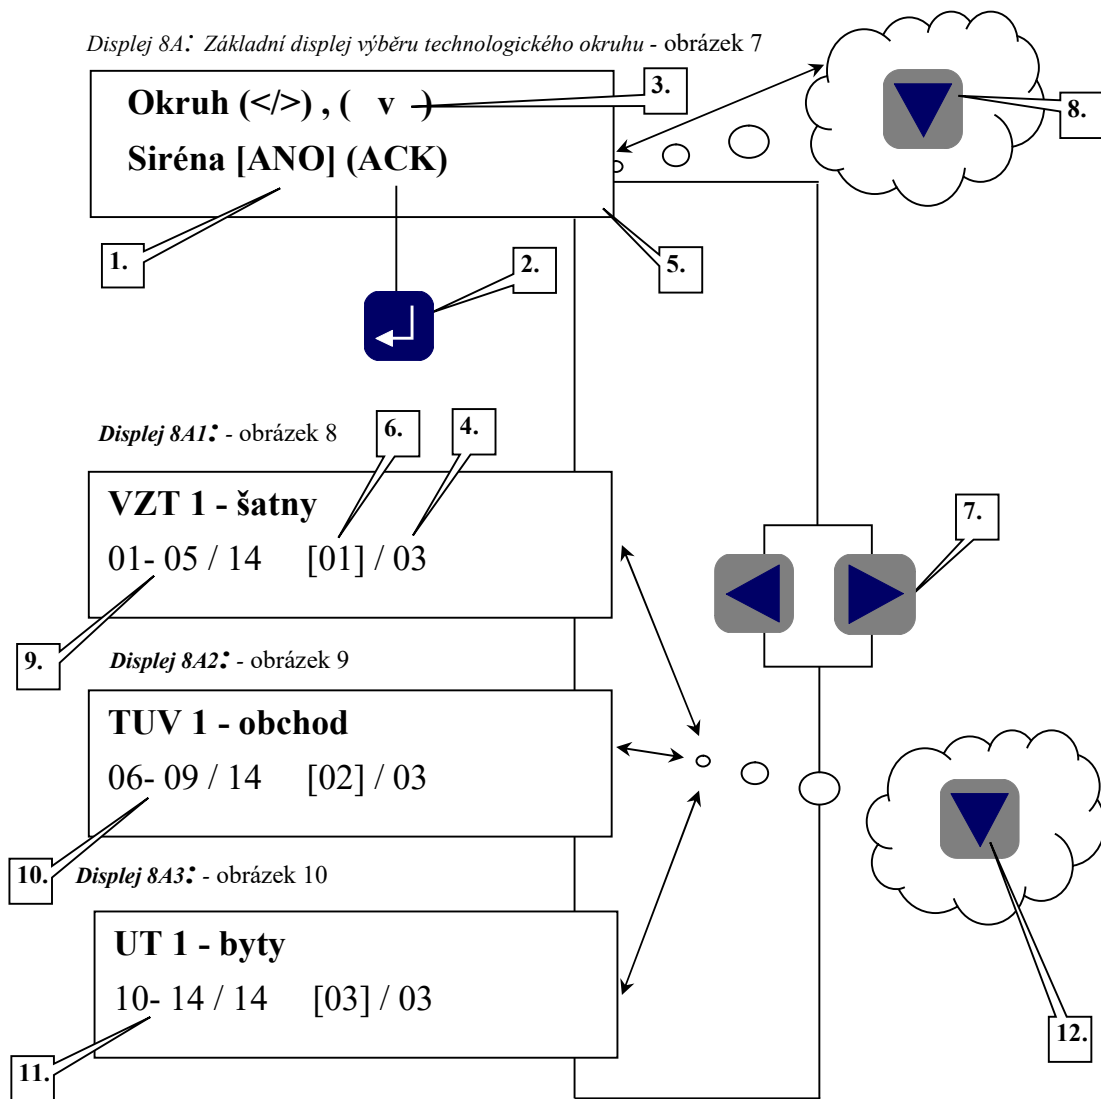 Displej 8A: Základní displej výběru technologického okruhu - obrázek 7
Okruh (</>) , ( v )
3.
8.
Siréna [ANO] (ACK)
1.
2.
5.
Displej 8A1: - obrázek 8
6.
4.
VZT 1 - šatny
01- 05 / 14 [01] / 03
7.
9.
Displej 8A2: - obrázek 9
TUV 1 - obchod
06- 09 / 14 [02] / 03
10.
Displej 8A3: - obrázek 10
UT 1 - byty
10- 14 / 14 [03] / 03
11.
12.